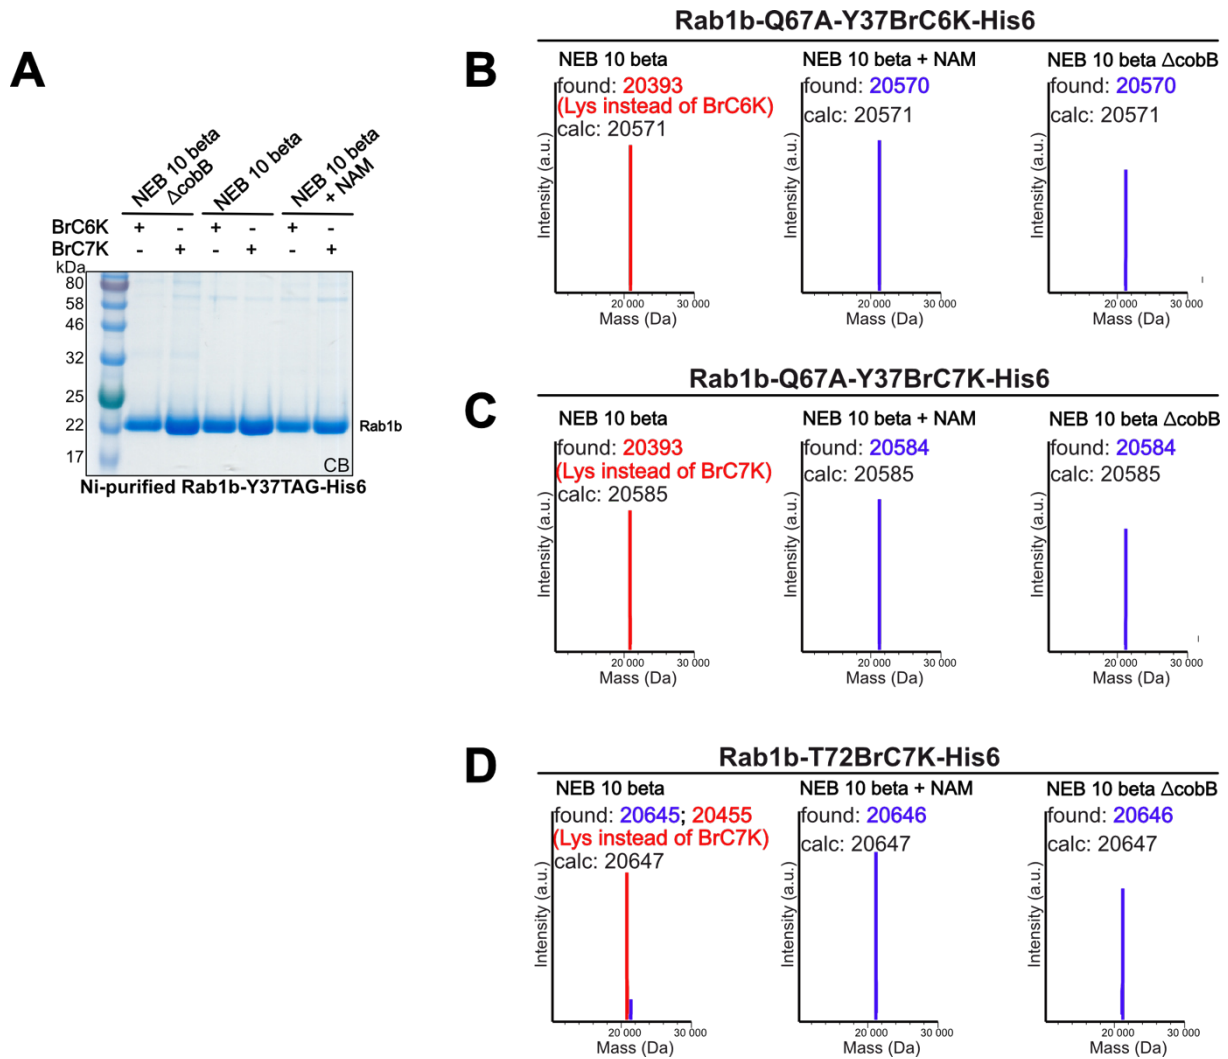 A
NEB 10 beta
ΔcobB
NEB 10 beta
NEB 10 beta
+ NAM
BrC6K + - + - + -
BrC7K - + - + - +
kDa
80
58
46
32
25
22
17
Rab1b
CB
Ni-purified Rab1b-Y37TAG-His6
B
Rab1b-Q67A-Y37BrC6K-His6
NEB 10 beta
found: 20393
(Lys instead of BrC6K)
calc: 20571
Intensity (a.u.)
20 000 30 000
Mass (Da)
NEB 10 beta + NAM
found: 20570
calc: 20571
Intensity (a.u.)
20 000 30 000
Mass (Da)
NEB 10 beta ΔcobB
found: 20570
calc: 20571
Intensity (a.u.)
20 000 30 000
Mass (Da)
C
Rab1b-Q67A-Y37BrC7K-His6
NEB 10 beta
found: 20393
(Lys instead of BrC7K)
calc: 20585
Intensity (a.u.)
20 000 30 000
Mass (Da)
NEB 10 beta + NAM
found: 20584
calc: 20585
Intensity (a.u.)
20 000 30 000
Mass (Da)
NEB 10 beta ΔcobB
found: 20584
calc: 20585
Intensity (a.u.)
20 000 30 000
Mass (Da)
D
Rab1b-T72BrC7K-His6
NEB 10 beta
found: 20645; 20455
(Lys instead of BrC7K)
calc: 20647
Intensity (a.u.)
20 000 30 000
Mass (Da)
NEB 10 beta + NAM
found: 20646
calc: 20647
Intensity (a.u.)
20 000 30 000
Mass (Da)
NEB 10 beta ΔcobB
found: 20646
calc: 20647
Intensity (a.u.)
20 000 30 000
Mass (Da)